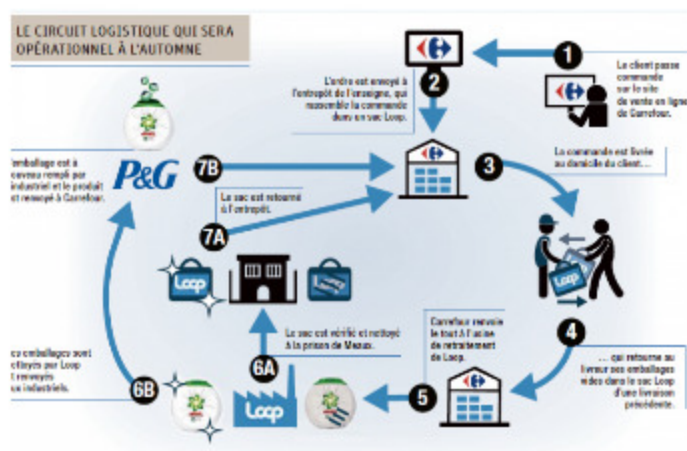 LE CIRCUIT LOGISTIQUE QUI SERA
OPÉRATIONNEL À L'AUTOMNE
1
Le client passe
commande
sur le site
de vente en ligne
de Carrefour.
2
L'ordre est envoyé à
l'entrepôt de l'enseigne, qui
rassemble la commande
dans un sac Loop.
3
La commande est livrée
au domicile du client...
4
... qui retourne au
livreur ses emballages
vides dans le sac Loop
d'une livraison
précédente.
Loop
5
Carrefour renvoie
le tout à l'usine
de retraitement
de Loop.
Loop
6A
Le sac est vérifié et nettoyé
à la prison de Meaux.
Loop
7A
Le sac est retourné
à l'entrepôt.
6B
es emballages sont
ettoyés par Loop
t renvoyés
ux industriels.
7B
P&G
'emballage est à
ouveau rempli par
industriel et le produit
st renvoyé à Carrefour.